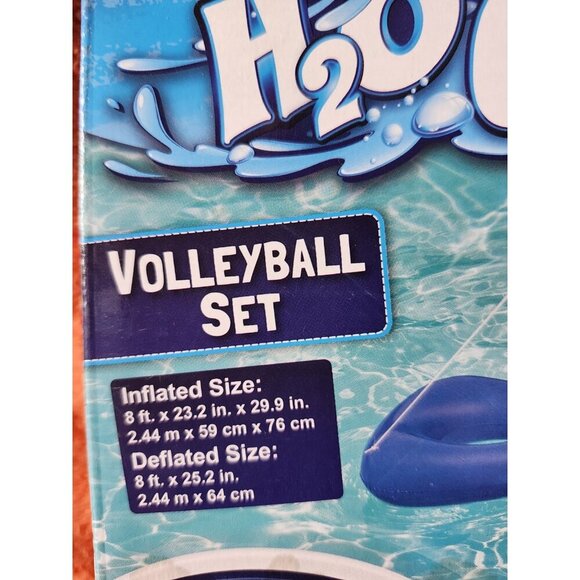 H2O
VOLLEYBALL
SET
Inflated Size:
8 ft. x 23.2 in. x 29.9 in.
2.44 m x 59 cm x 76 cm
Deflated Size:
8 ft. x 25.2 in.
2.44 m x 64 cm